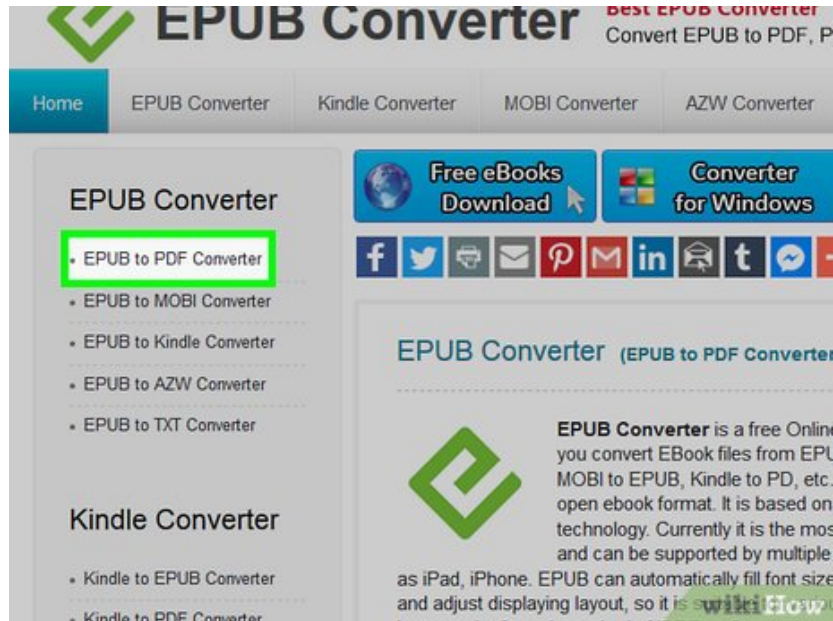 EPUB Converter
Best EPUB Converter
Convert EPUB to PDF, P
Home EPUB Converter Kindle Converter MOBI Converter AZW Converter
EPUB Converter
EPUB to PDF Converter
EPUB to MOBI Converter
EPUB to Kindle Converter
EPUB to AZW Converter
EPUB to TXT Converter
Kindle Converter
Kindle to EPUB Converter
Kindle to PDF Converter
Free eBooks
Download
Converter
for Windows
EPUB Converter (EPUB to PDF Converter
EPUB Converter is a free Online
you convert EBook files from EPU
MOBI to EPUB, Kindle to PD, etc.
open ebook format. It is based on
technology. Currently it is the mos
and can be supported by multiple
as iPad, iPhone. EPUB can automatically fill font size
and adjust displaying layout, so it is
wikiHow